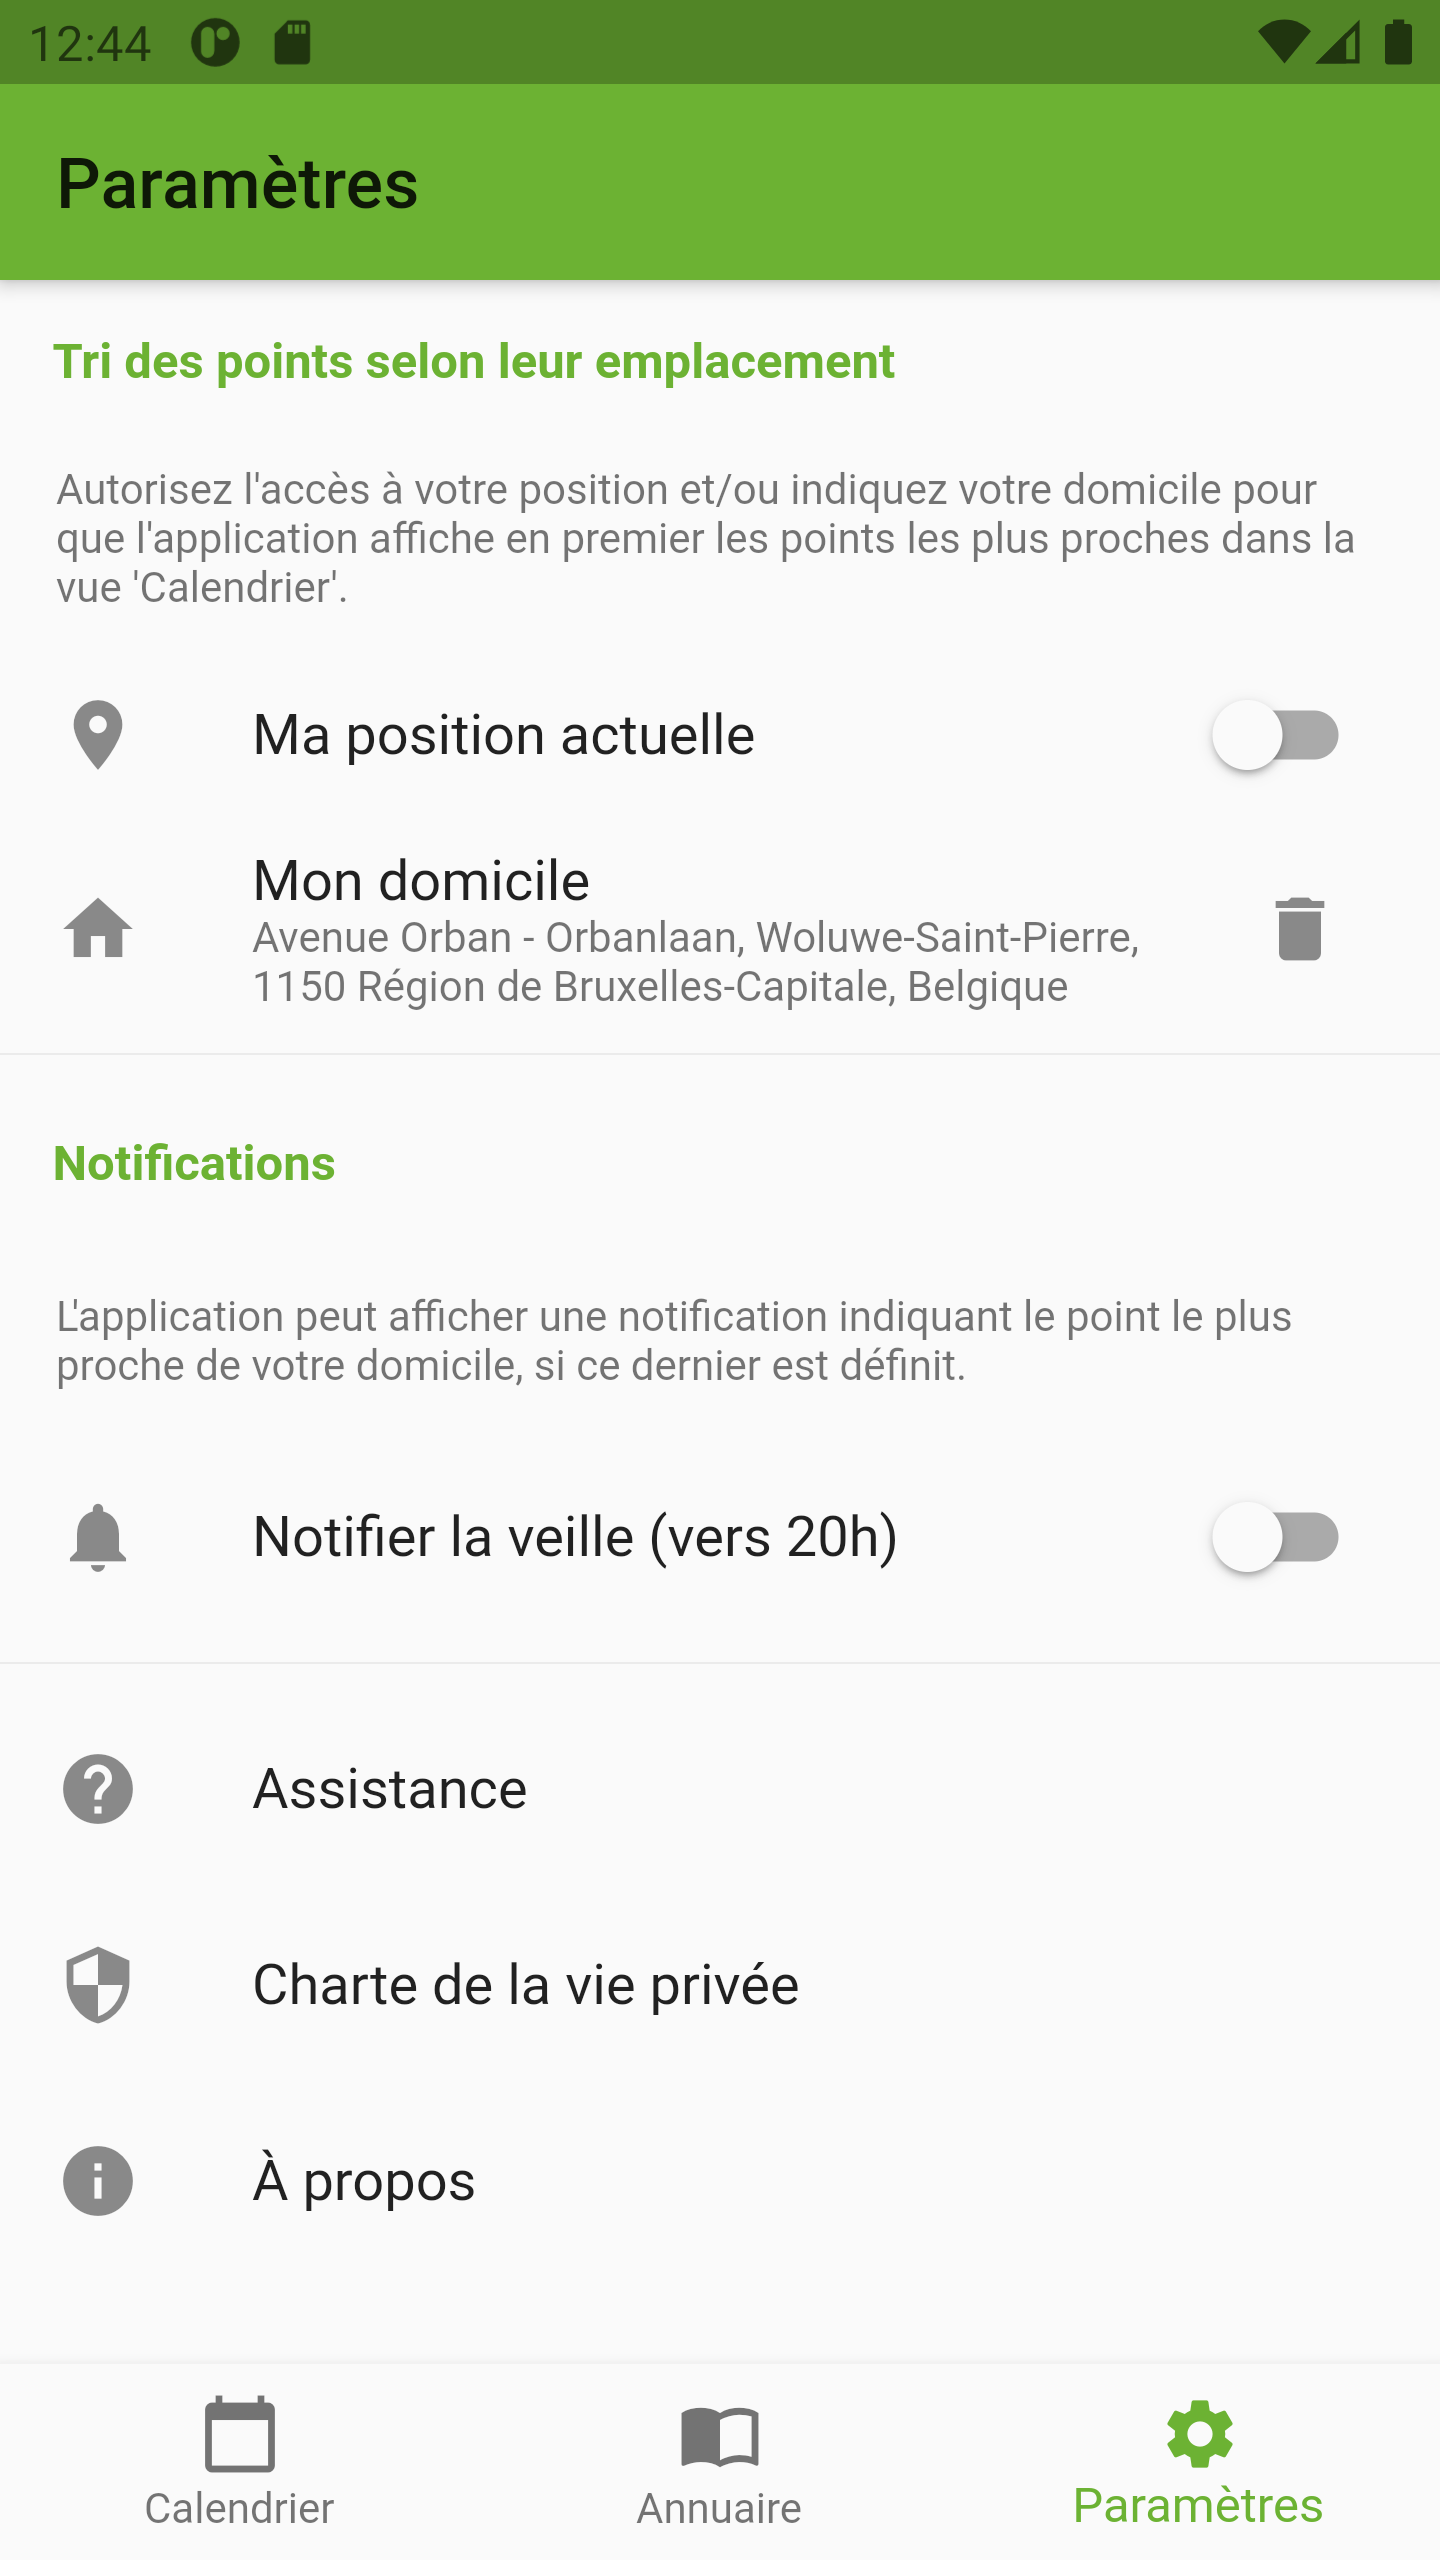 12:44
Paramètres
Tri des points selon leur emplacement
Autorisez l'accès à votre position et/ou indiquez votre domicile pour
que l'application affiche en premier les points les plus proches dans la
vue 'Calendrier'.
Ma position actuelle
Mon domicile
Avenue Orban - Orbanlaan, Woluwe-Saint-Pierre,
1150 Région de Bruxelles-Capitale, Belgique
Notifications
L'application peut afficher une notification indiquant le point le plus
proche de votre domicile, si ce dernier est définit.
Notifier la veille (vers 20h)
Assistance
Charte de la vie privée
À propos
Calendrier
Annuaire
Paramètres